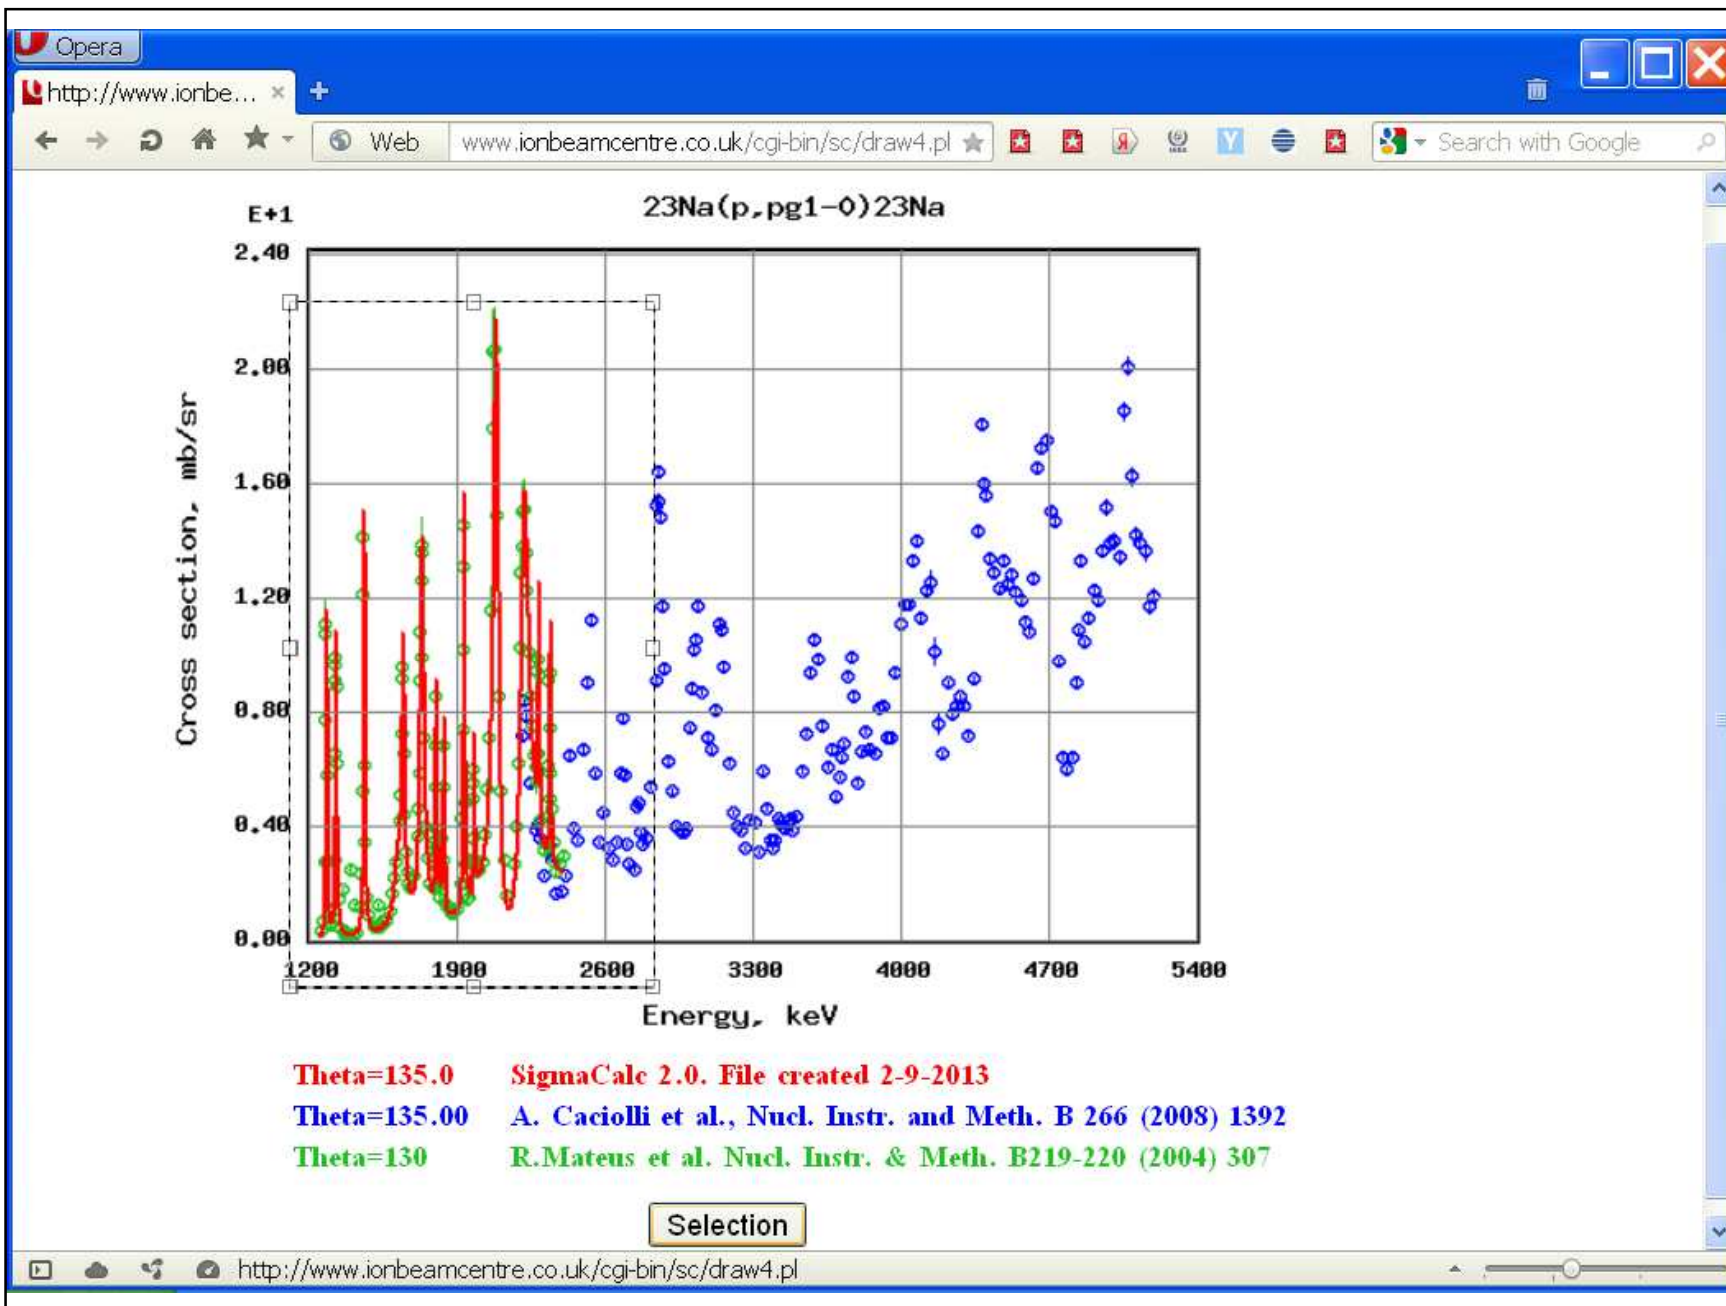 Opera
http://www.ionbe...
Web www.ionbeamcentre.co.uk/cgi-bin/sc/draw4.pl Search with Google
23Na(p,pg1-0)23Na
E+1
2.40
2.00
1.60
1.20
0.80
0.40
0.00
Cross section, mb/sr
1200 1900 2600 3300 4000 4700 5400
Energy, keV
Theta=135.0 SigmaCalc 2.0. File created 2-9-2013
Theta=135.00 A. Caciolli et al., Nucl. Instr. and Meth. B 266 (2008) 1392
Theta=130 R.Mateus et al. Nucl. Instr. & Meth. B219-220 (2004) 307
Selection
http://www.ionbeamcentre.co.uk/cgi-bin/sc/draw4.pl